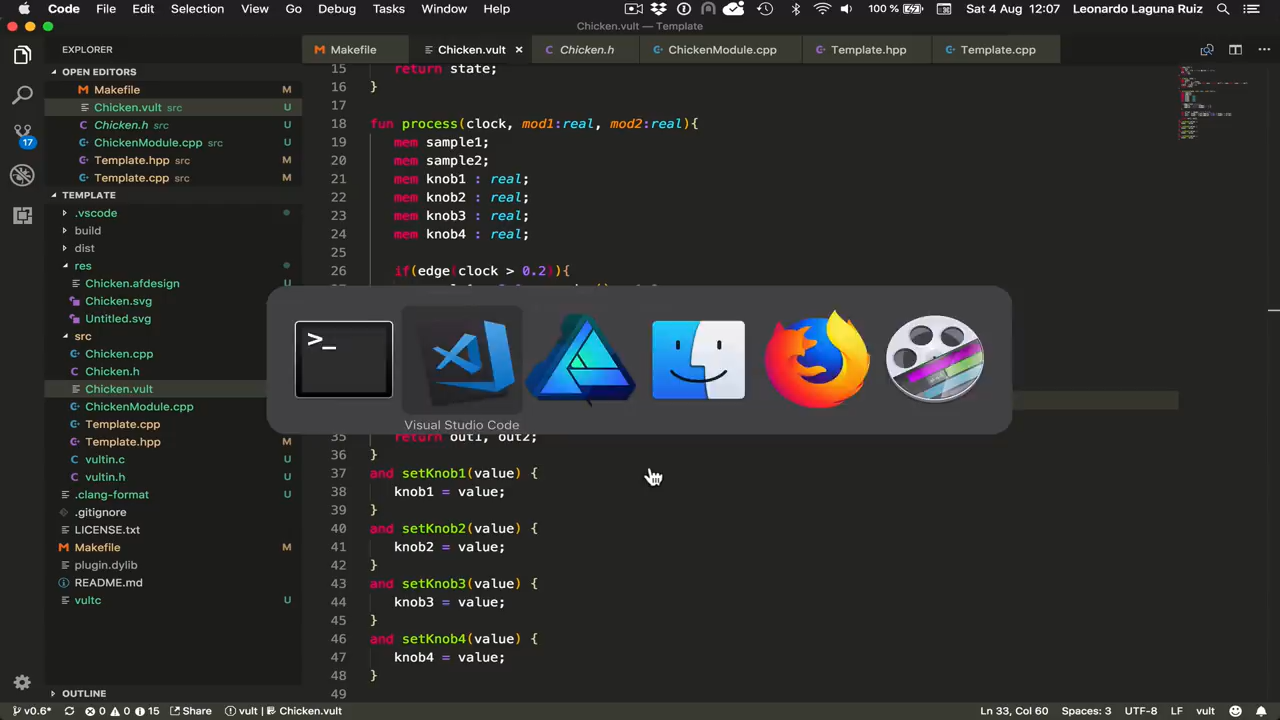 Code File Edit Selection View Go Debug Tasks Window Help 100 % Sat 4 Aug 12:07 Leonardo Laguna Ruiz
Chicken.vult — Template
EXPLORER
Makefile Chicken.vult × Chicken.h ChickenModule.cpp Template.hpp Template.cpp
OPEN EDITORS
Makefile M
Chicken.vult src U
Chicken.h src U
ChickenModule.cpp src U
Template.hpp src M
Template.cpp src M
TEMPLATE
.vscode
build
dist
res
Chicken.afdesign U
Chicken.svg U
Untitled.svg U
src
Chicken.cpp U
Chicken.h U
Chicken.vult U
ChickenModule.cpp U
Template.cpp M
Template.hpp M
vultin.c U
vultin.h U
.clang-format U
.gitignore
LICENSE.txt
Makefile M
plugin.dylib
README.md
vultc U
OUTLINE
17
15 return state;
16 }
17
18 fun process(clock, mod1:real, mod2:real){
19 mem sample1;
20 mem sample2;
21 mem knob1 : real;
22 mem knob2 : real;
23 mem knob3 : real;
24 mem knob4 : real;
25
26 if(edge(clock > 0.2)){
>_
Visual Studio Code
35 return out1, out2;
36 }
37 and setKnob1(value) {
38 knob1 = value;
39 }
40 and setKnob2(value) {
41 knob2 = value;
42 }
43 and setKnob3(value) {
44 knob3 = value;
45 }
46 and setKnob4(value) {
47 knob4 = value;
48 }
49
v0.6* 0 0 15 Share vult | Chicken.vult Ln 33, Col 60 Spaces: 3 UTF-8 LF vult